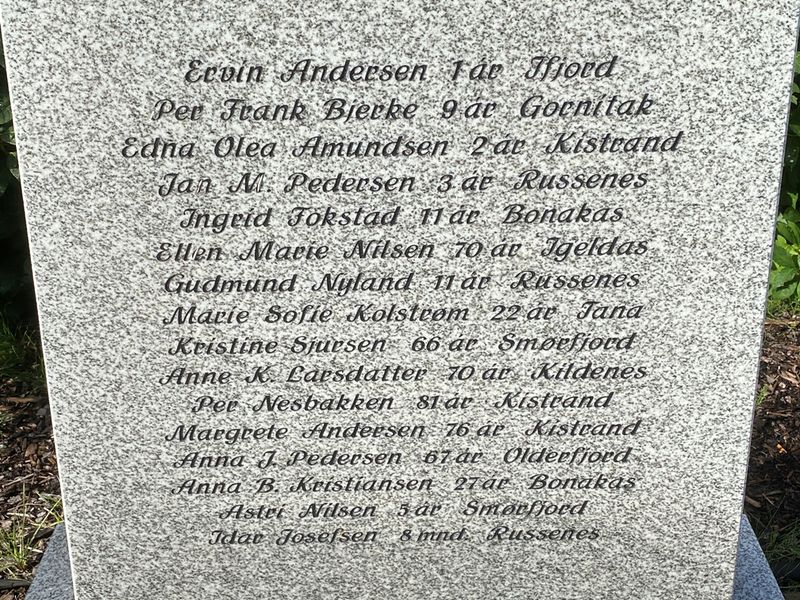 Ervin Andersen 1 år Ifjord
Per Frank Bjerke 9 år Gornitak
Edna Olea Amundsen 2 år Kistrand
Jan M. Pedersen 3 år Russenes
Ingrid Fokstad 11 år Bonakas
Ellen Marie Nilsen 70 år Igeldas
Gudmund Nyland 11 år Russenes
Marie Sofie Kolstrøm 22 år Tana
Kristine Sjursen 66 år Smørfjord
Anne K. Larsdatter 70 år Kildenes
Per Nesbakken 81 år Kistrand
Margrete Andersen 76 år Kistrand
Anna J. Pedersen 67 år Olderfjord
Anna B. Kristiansen 27 år Bonakas
Astri Nilsen 5 år Smørfjord
Idar Josefsen 8 mnd. Russenes